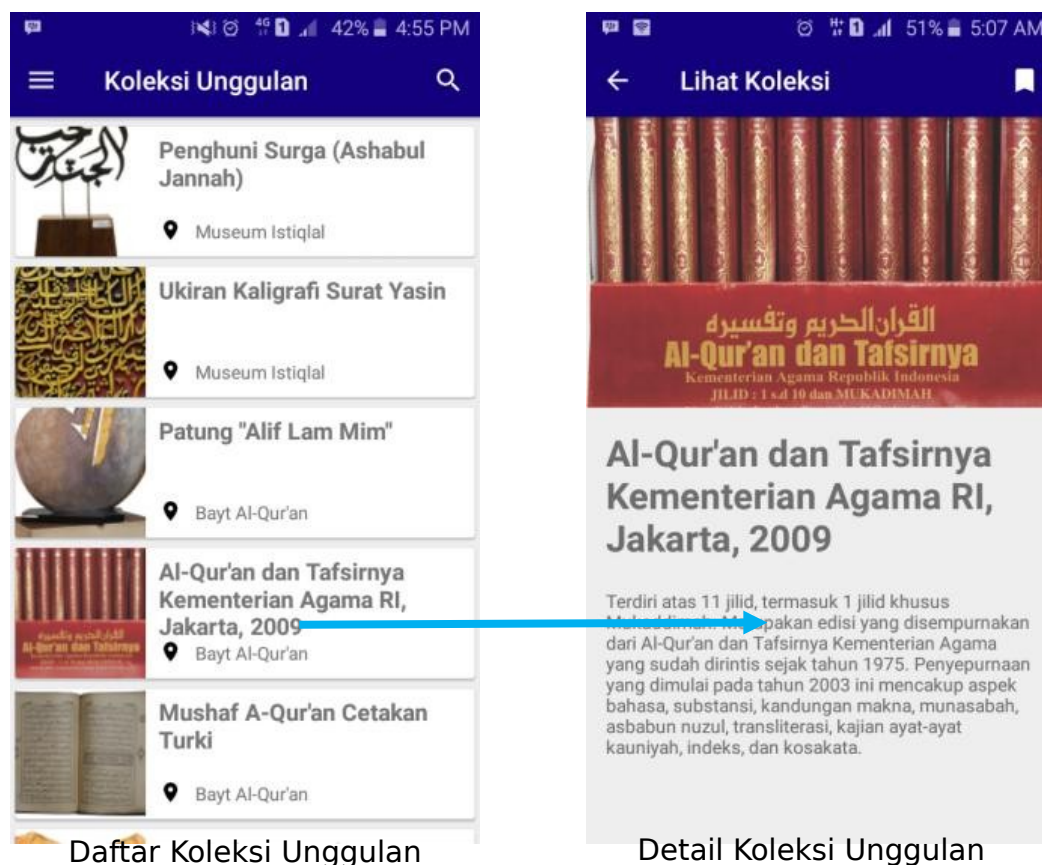 42% 4:55 PM
Koleksi Unggulan
Penghuni Surga (Ashabul
Jannah)
Museum Istiqlal
Ukiran Kaligrafi Surat Yasin
Museum Istiqlal
Patung "Alif Lam Mim"
Bayt Al-Qur'an
Al-Qur'an dan Tafsirnya
Kementerian Agama RI,
Jakarta, 2009
Bayt Al-Qur'an
Mushaf A-Qur'an Cetakan
Turki
Bayt Al-Qur'an
Daftar Koleksi Unggulan
51% 5:07 AM
Lihat Koleksi
القرآن الكريم وتفسيره
Al-Qur'an dan Tafsirnya
Kementerian Agama Republik Indonesia
JILID : 1 s.d 10 dan MUKADIMAH
Al-Qur'an dan Tafsirnya
Kementerian Agama RI,
Jakarta, 2009
Terdiri atas 11 jilid, termasuk 1 jilid khusus
Mukaddimah. Merupakan edisi yang disempurnakan
dari Al-Qur'an dan Tafsirnya Kementerian Agama
yang sudah dirintis sejak tahun 1975. Penyepurnaan
yang dimulai pada tahun 2003 ini mencakup aspek
bahasa, substansi, kandungan makna, munasabah,
asbabun nuzul, transliterasi, kajian ayat-ayat
kauniyah, indeks, dan kosakata.
Detail Koleksi Unggulan